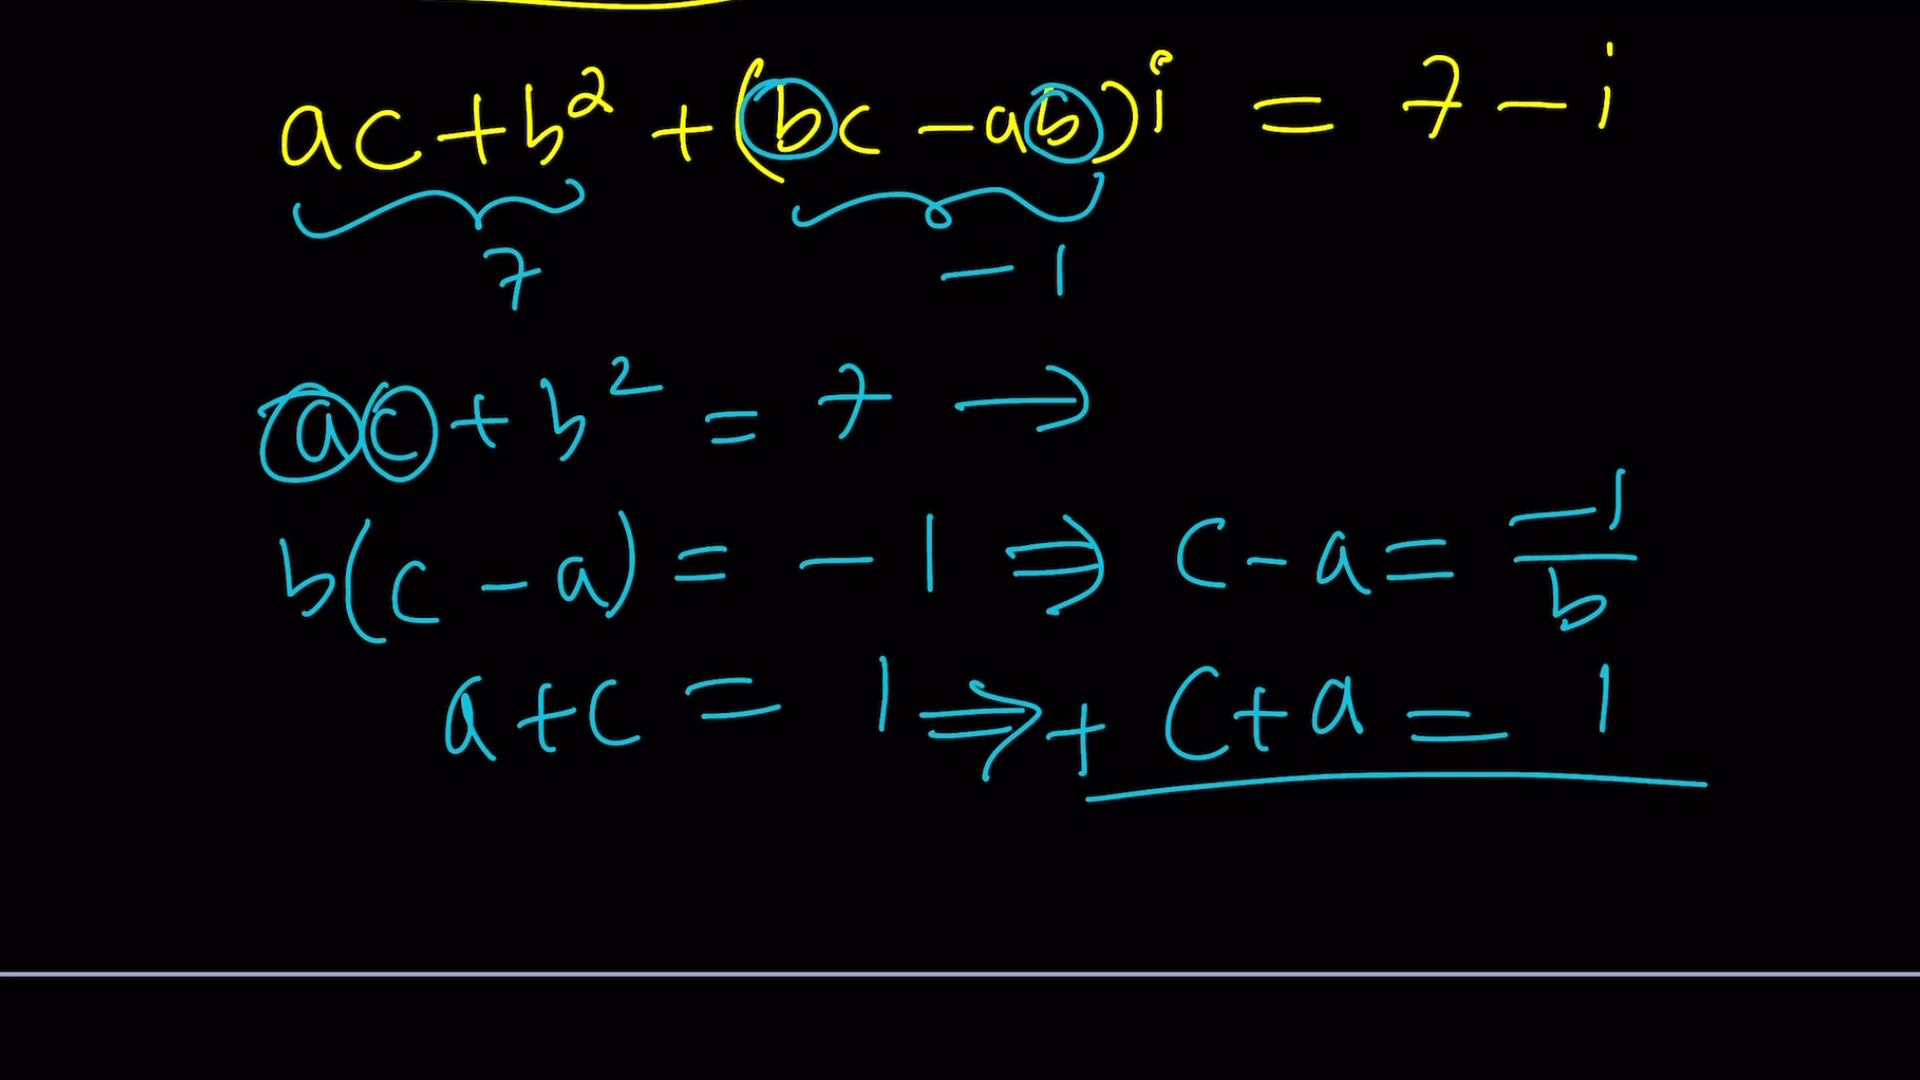 ac + b² + (bc - ab)i = 7 - i
7 -1
ac + b² = 7 →
b(c - a) = -1 ⇒ c - a = -1/b
a + c = 1 ⇒ + c + a = 1